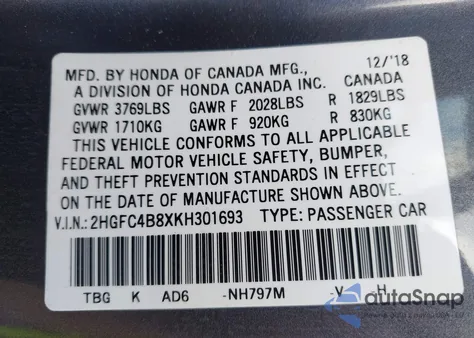 MFD. BY HONDA OF CANADA MFG., 12/'18
A DIVISION OF HONDA CANADA INC. CANADA
GVWR 3769LBS GAWR F 2028LBS R 1829LBS
GVWR 1710KG GAWR F 920KG R 830KG
THIS VEHICLE CONFORMS TO ALL APPLICABLE
FEDERAL MOTOR VEHICLE SAFETY, BUMPER,
AND THEFT PREVENTION STANDARDS IN EFFECT
ON THE DATE OF MANUFACTURE SHOWN ABOVE.
V.I.N.: 2HGFC4B8XKH301693 TYPE: PASSENGER CAR
TBG K AD6 -NH797M -V -H
autoSnap